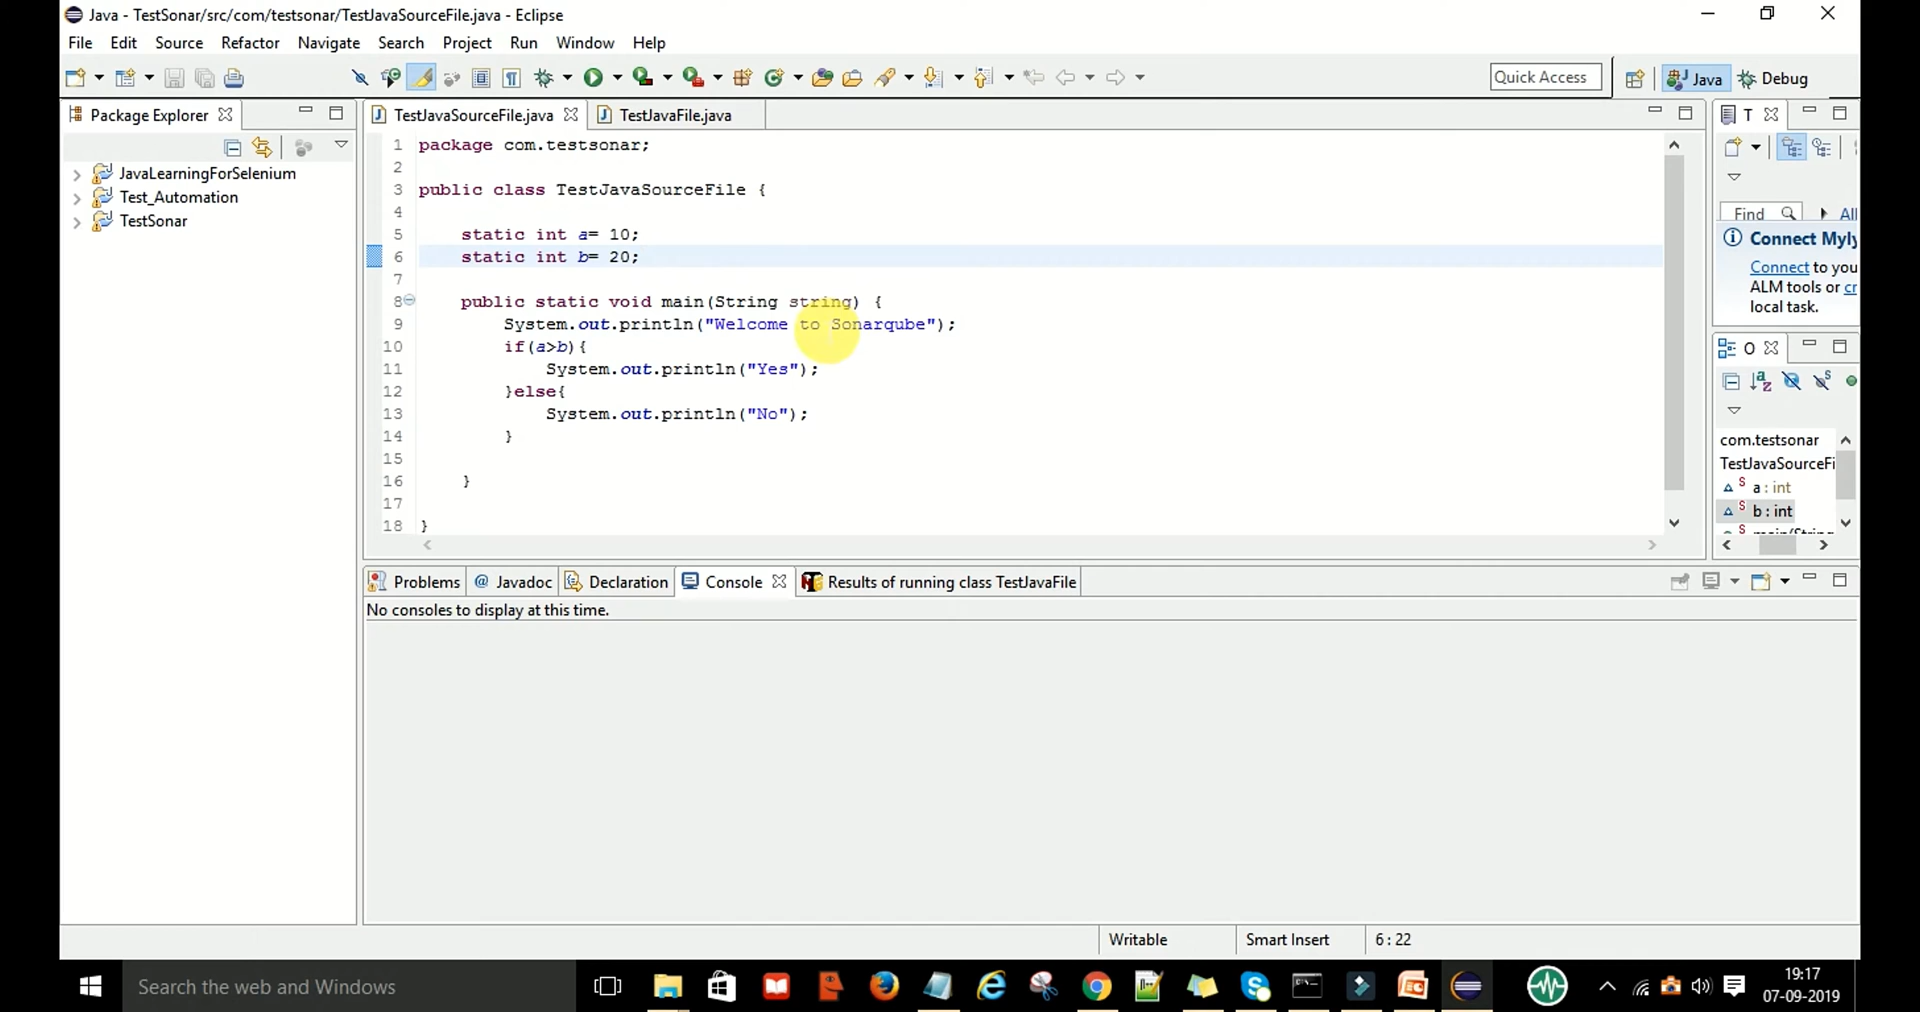 Java - TestSonar/src/com/testsonar/TestJavaSourceFile.java - Eclipse
File Edit Source Refactor Navigate Search Project Run Window Help
Quick Access Java Debug
Package Explorer
JavaLearningForSelenium
Test_Automation
TestSonar
TestJavaSourceFile.java TestJavaFile.java
1 package com.testsonar;
2
3 public class TestJavaSourceFile {
4
5 static int a= 10;
6 static int b= 20;
7
8 public static void main(String string) {
9 System.out.println("Welcome to Sonarqube");
10 if(a>b){
11 System.out.println("Yes");
12 }else{
13 System.out.println("No");
14 }
15
16 }
17
18 }
T
Find All
Connect Myly
Connect to you
ALM tools or cr
local task.
O
com.testsonar
TestJavaSourceFi
a : int
b : int
main(String
Problems @ Javadoc Declaration Console Results of running class TestJavaFile
No consoles to display at this time.
Writable Smart Insert 6 : 22
Search the web and Windows
19:17
07-09-2019